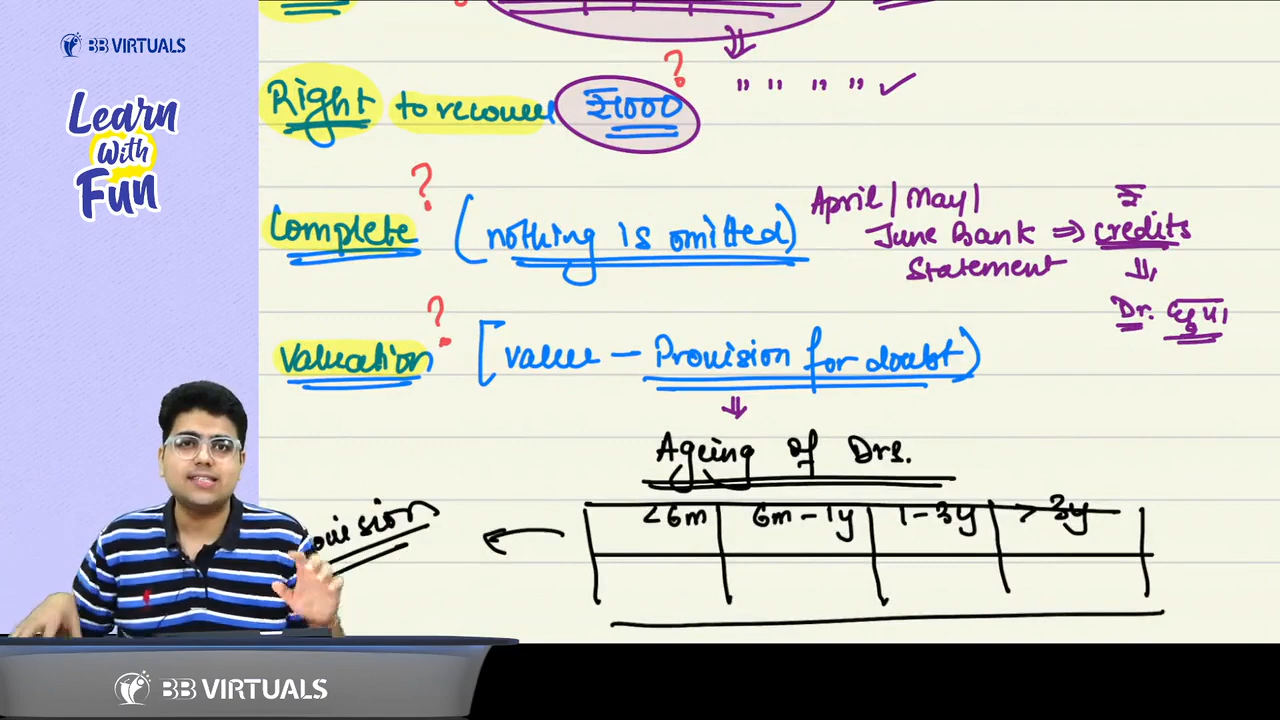 BB VIRTUALS
Learn
With
Fun
?
Right to recover ₹1000 " " " " ✓
?
Complete (nothing is omitted)
April / May /
June Bank ⇒ credits
Statement
₹
Dr.
?
Valuation [value – Provision for doubt)
Ageing of Drs.
<6m 6m – 1y 1 – 3y > 3y
BB VIRTUALS